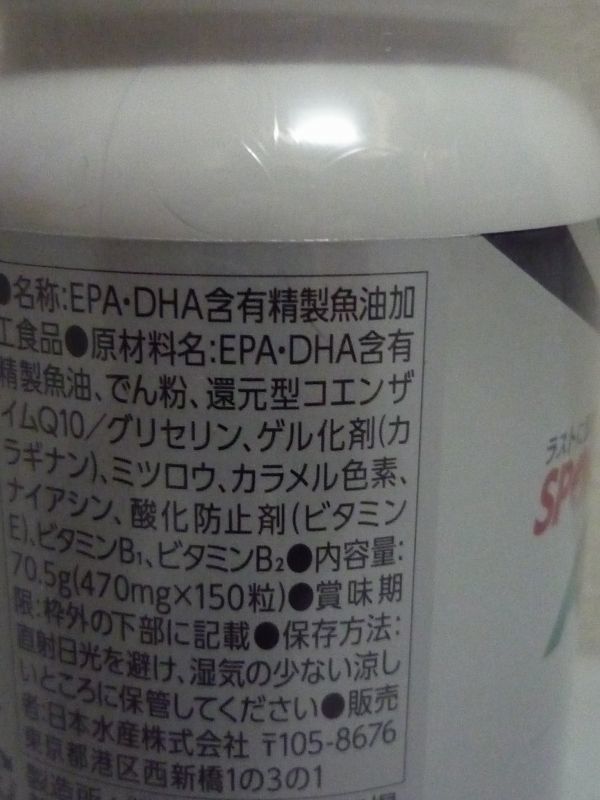 ●名称:EPA・DHA含有精製魚油加
工食品●原材料名:EPA・DHA含有
精製魚油、でん粉、還元型コエンザ
イムQ10/グリセリン、ゲル化剤(カ
ラギナン)、ミツロウ、カラメル色素、
ナイアシン、酸化防止剤(ビタミン
E)、ビタミンB₁、ビタミンB₂●内容量:
70.5g(470mg×150粒)●賞味期
限:枠外の下部に記載●保存方法:
直射日光を避け、湿気の少ない涼し
いところに保管してください●販売
者:日本水産株式会社 〒105-8676
東京都港区西新橋1の3の1
製造所
ラスト
SP